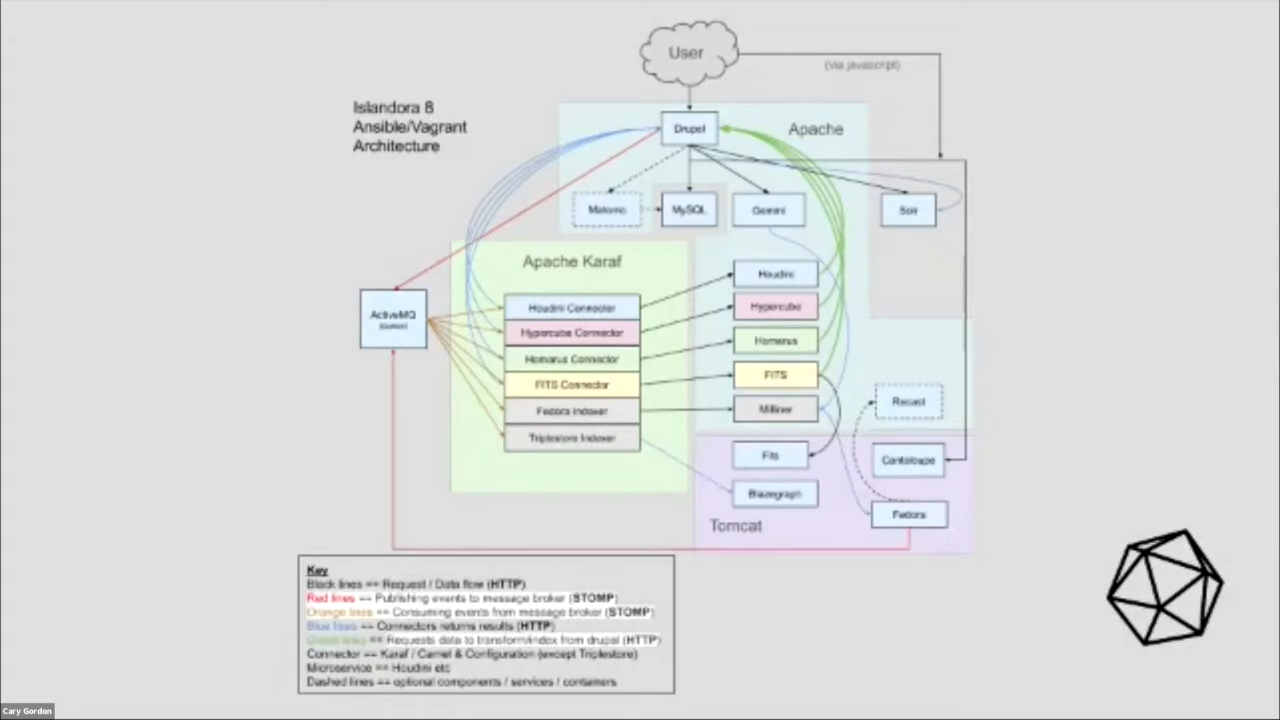 User
(via javascript)
Islandora 8
Ansible/Vagrant
Architecture
Drupal
Apache
Matomo
MySQL
Gemini
Solr
Apache Karaf
Houdini
ActiveMQ
Houdini Connector
Hypercube
Hypercube Connector
Homarus
Homarus Connector
FITS
FITS Connector
Recast
Fedora Indexer
Milliner
Triplestore Indexer
Fits
Cantaloupe
Blazegraph
Fedora
Tomcat
Key
Black lines == Request / Data flow (HTTP)
Red lines == Publishing events to message broker (STOMP)
Orange lines == Consuming events from message broker (STOMP)
Blue lines == Connectors returns results (HTTP)
Green lines == Requests data to transform/index from drupal (HTTP)
Connector == Karaf / Camel & Configuration (except Triplestore)
Microservice == Houdini etc
Dashed lines == optional components / services / containers
Cary Gordon